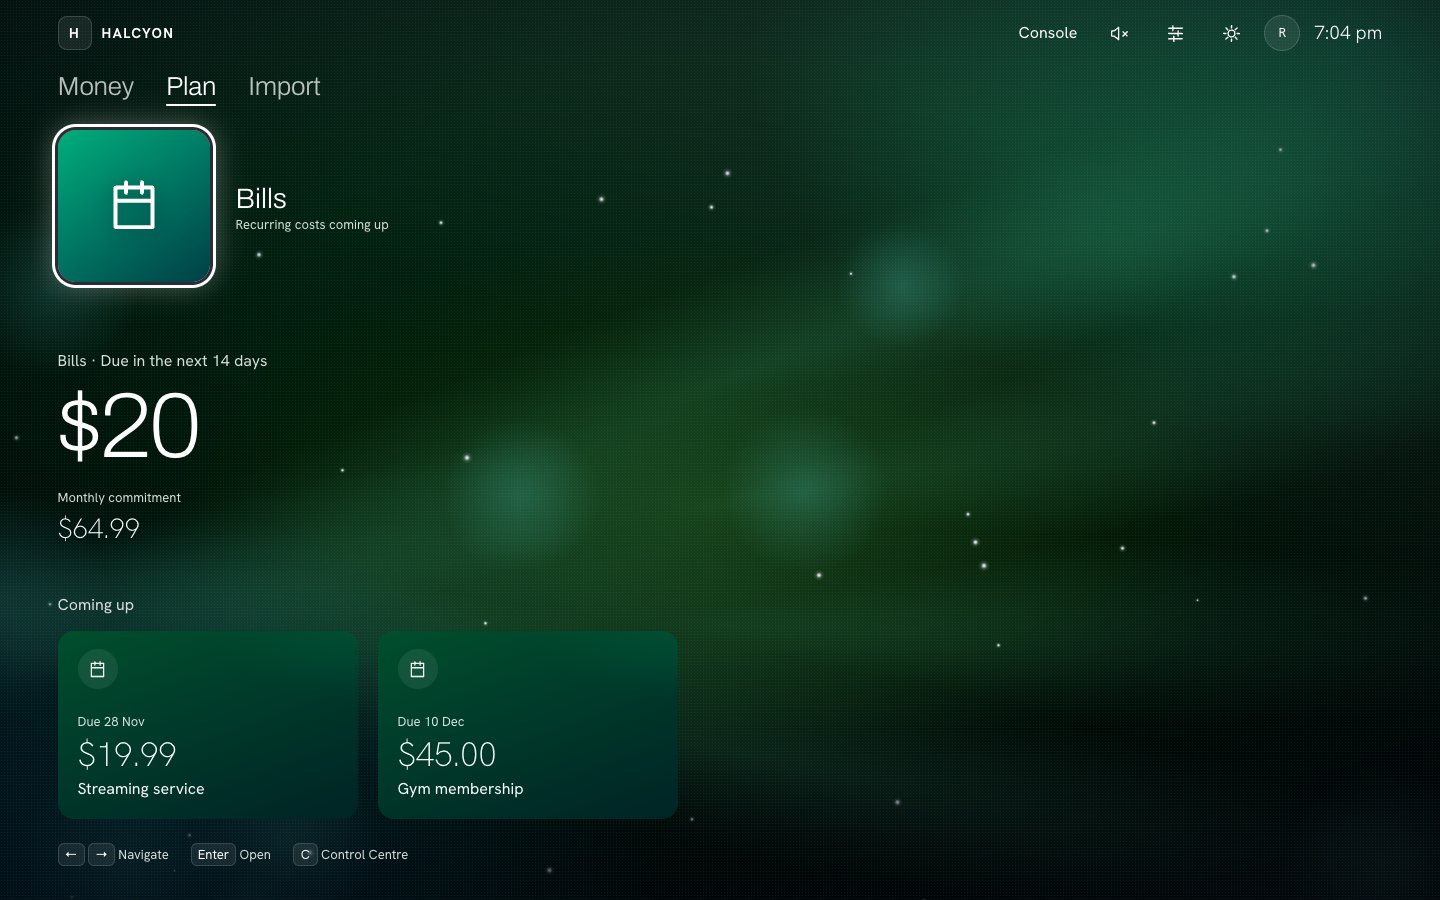 H HALCYON
Console
R 7:04 pm
Money Plan Import
Bills
Recurring costs coming up
Bills · Due in the next 14 days
$20
Monthly commitment
$64.99
Coming up
Due 28 Nov
$19.99
Streaming service
Due 10 Dec
$45.00
Gym membership
← → Navigate Enter Open C Control Centre